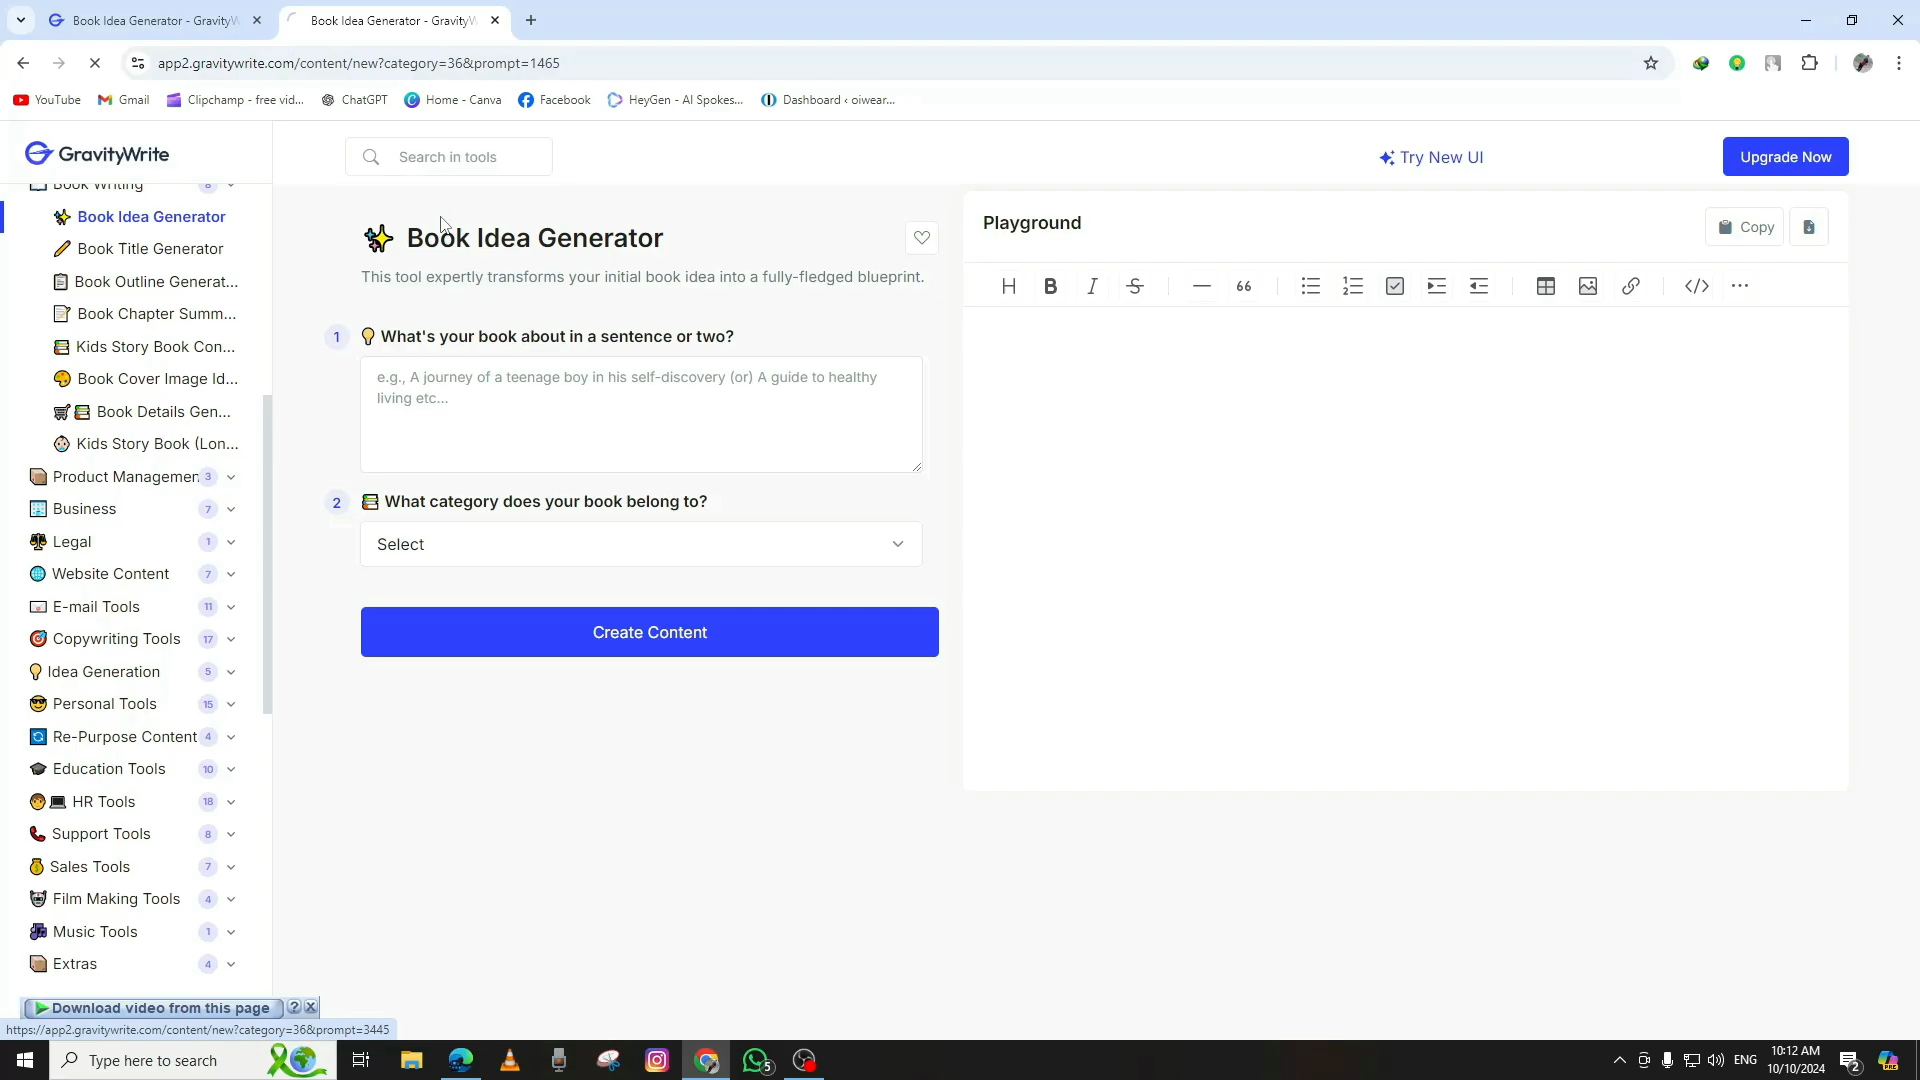 Book Idea Generator - GravityW
Book Idea Generator - GravityW
app2.gravitywrite.com/content/new?category=36&prompt=1465
YouTube
Gmail
Clipchamp - free vid...
ChatGPT
Home - Canva
Facebook
HeyGen - AI Spokes...
Dashboard ‹ oiwear...
GravityWrite
Search in tools
Try New UI
Upgrade Now
Book Writing 8
Book Idea Generator
Book Title Generator
Book Outline Generat...
Book Chapter Summ...
Kids Story Book Con...
Book Cover Image Id...
Book Details Gen...
Kids Story Book (Lon...
Product Managemen 3
Business 7
Legal 1
Website Content 7
E-mail Tools 11
Copywriting Tools 17
Idea Generation 5
Personal Tools 15
Re-Purpose Content 4
Education Tools 10
HR Tools 18
Support Tools 8
Sales Tools 7
Film Making Tools 4
Music Tools 1
Extras 4
Book Idea Generator
This tool expertly transforms your initial book idea into a fully-fledged blueprint.
1 What's your book about in a sentence or two?
e.g., A journey of a teenage boy in his self-discovery (or) A guide to healthy
living etc...
2 What category does your book belong to?
Select
Create Content
Playground
Copy
Download video from this page ? X
https://app2.gravitywrite.com/content/new?category=36&prompt=3445
Type here to search
5
ENG
10:12 AM
10/10/2024
2
PRE